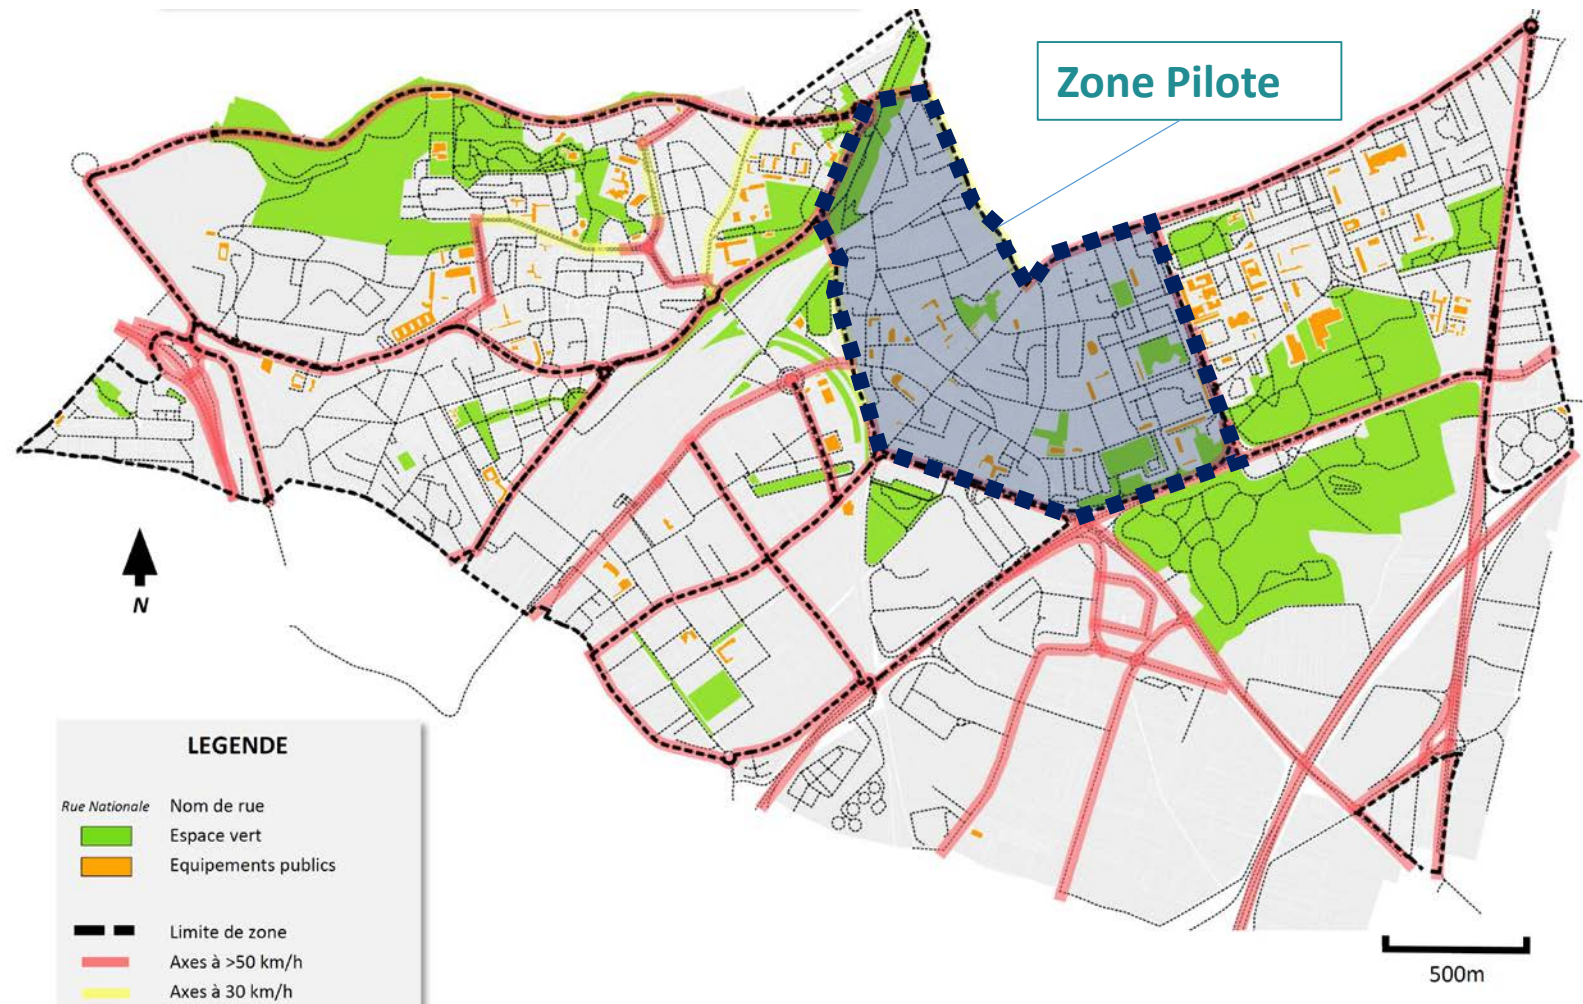 Zone Pilote
N
LEGENDE
Rue Nationale Nom de rue
Espace vert
Equipements publics
Limite de zone
Axes à >50 km/h
Axes à 30 km/h
500m